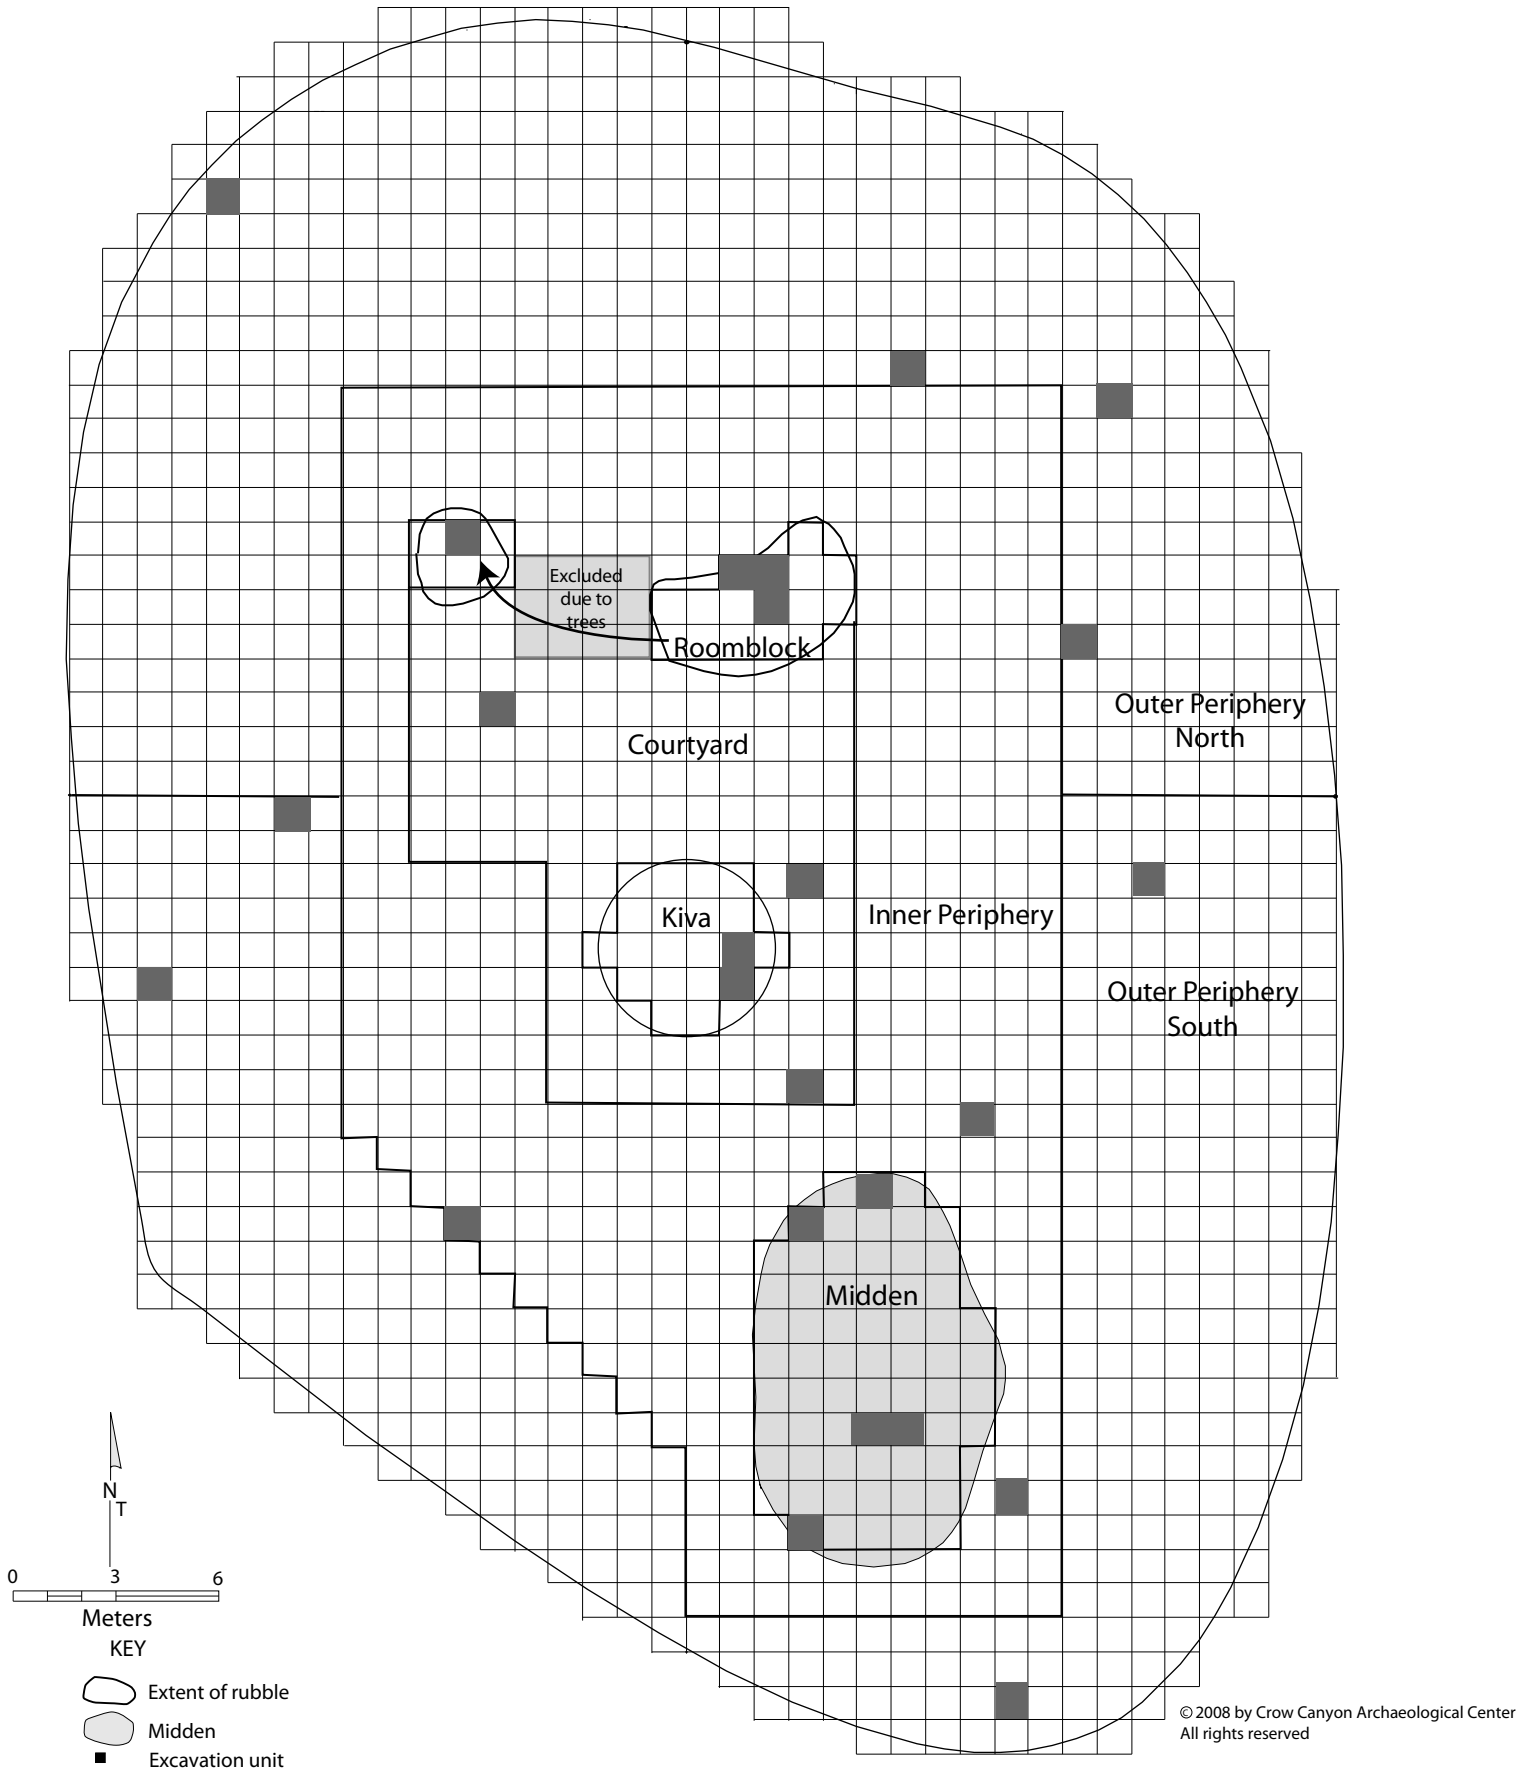 Excluded
due to
trees
Roomblock
Outer Periphery
North
Courtyard
Kiva
Inner Periphery
Outer Periphery
South
Midden
N
T
0 3 6
Meters
KEY
Extent of rubble
Midden
Excavation unit
© 2008 by Crow Canyon Archaeological Center
All rights reserved